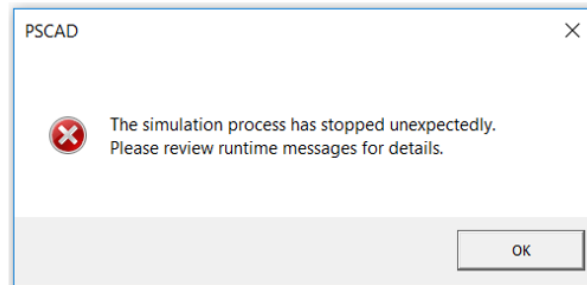 PSCAD
The simulation process has stopped unexpectedly.
Please review runtime messages for details.
OK